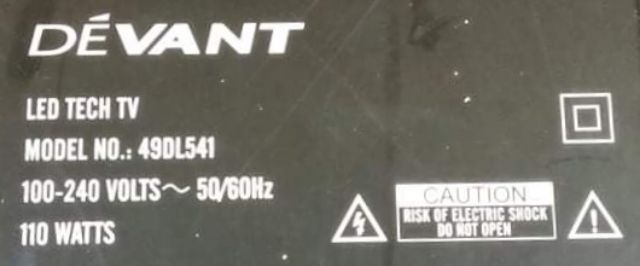 DÉVANT
LED TECH TV
MODEL NO.: 49DL541
100-240 VOLTS～ 50/60Hz
110 WATTS
CAUTION
RISK OF ELECTRIC SHOCK
DO NOT OPEN